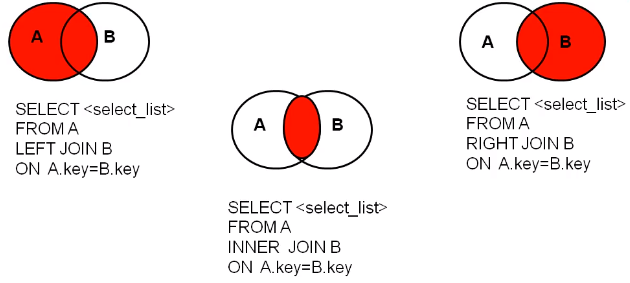 A B
SELECT <select_list>
FROM A
LEFT JOIN B
ON A.key=B.key
A B
SELECT <select_list>
FROM A
INNER JOIN B
ON A.key=B.key
A B
SELECT <select_list>
FROM A
RIGHT JOIN B
ON A.key=B.key